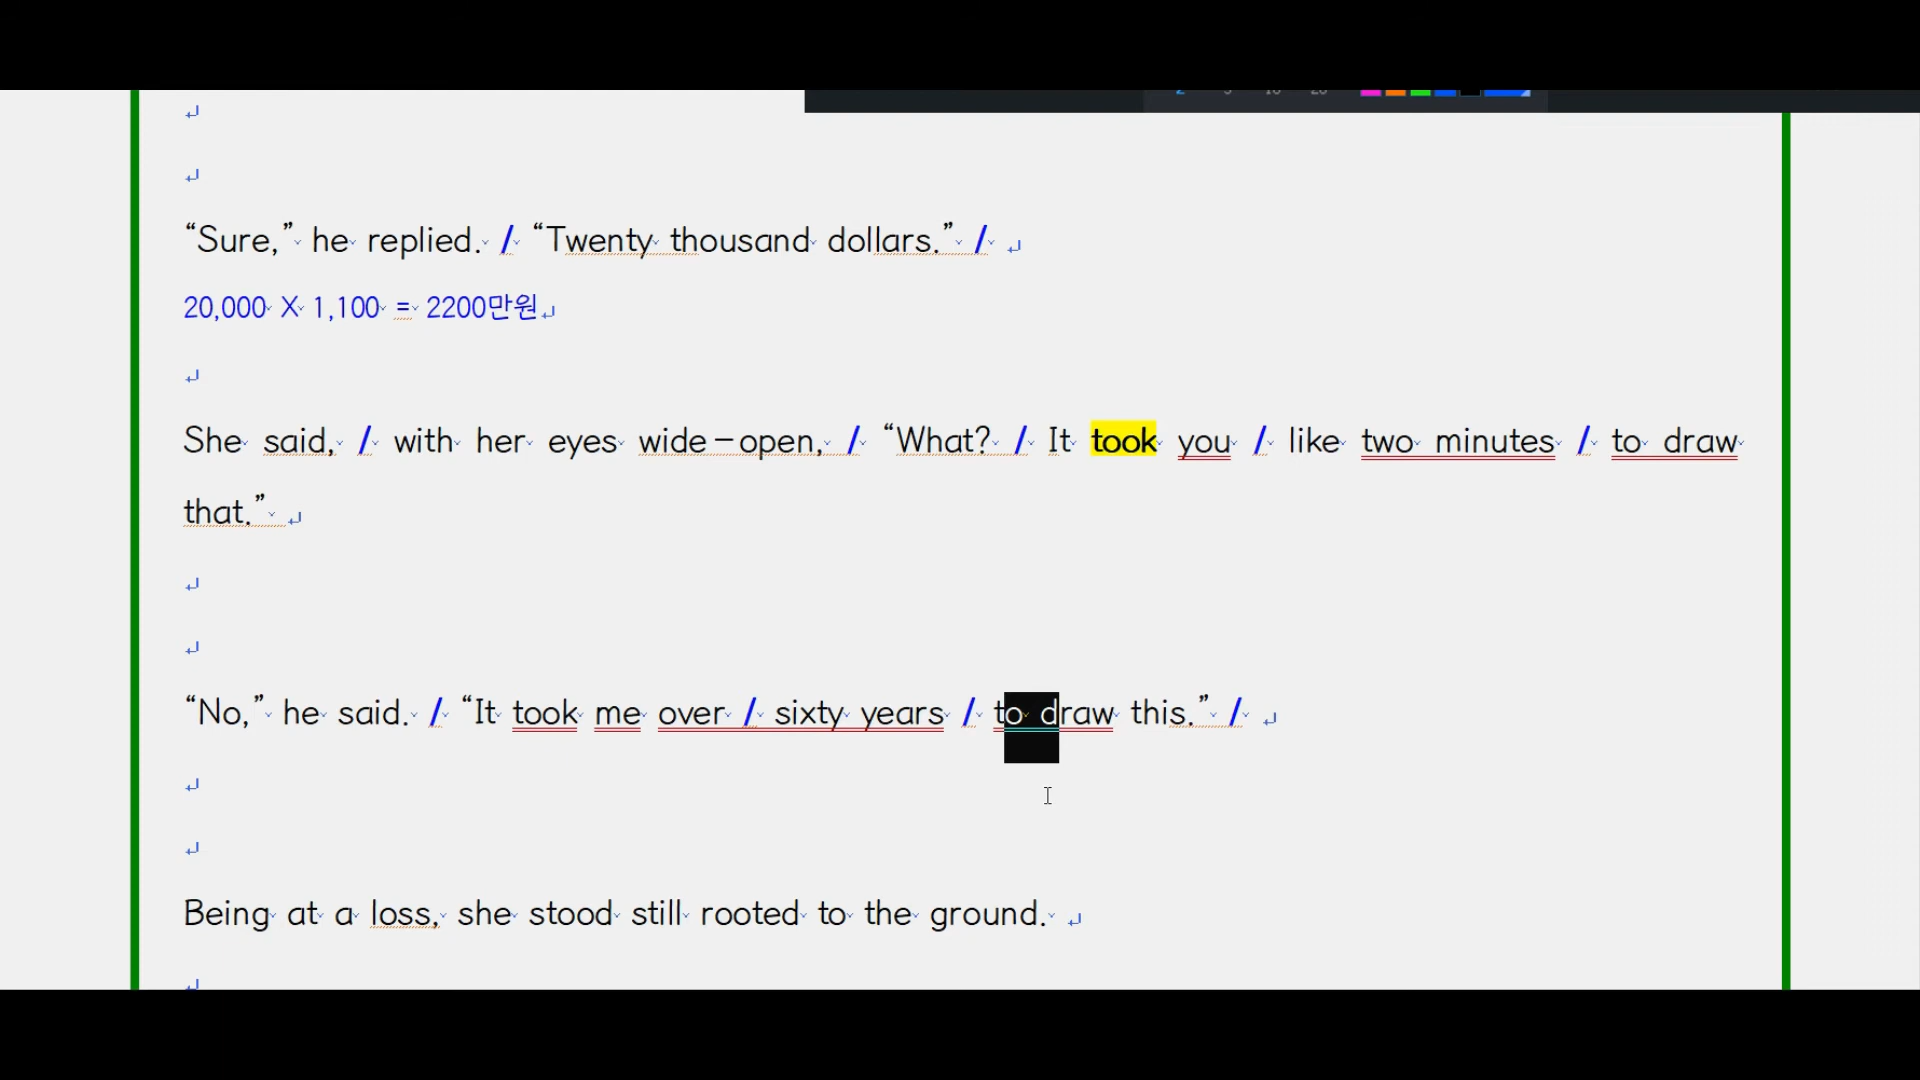 “Sure,” he replied. / “Twenty thousand dollars.” /
20,000 X 1,100 = 2200만원
She said, / with her eyes wide-open, / “What? / It took you / like two minutes / to draw
that.”
“No,” he said. / “It took me over / sixty years / to draw this.” /
Being at a loss, she stood still rooted to the ground.